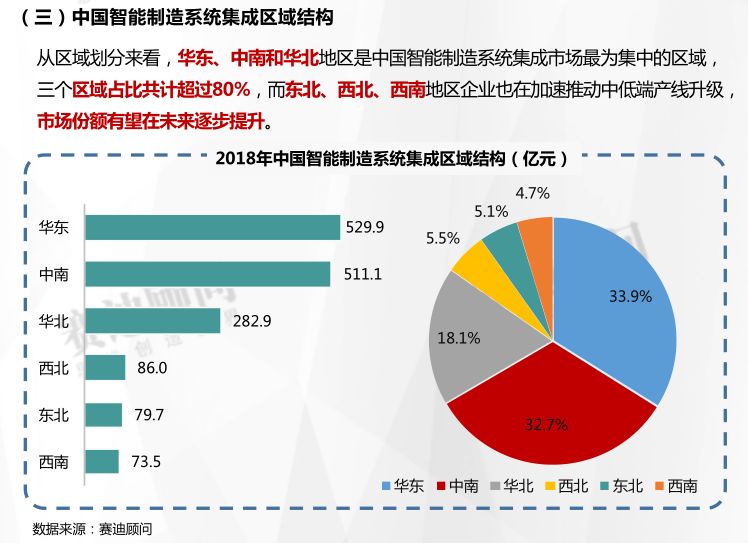 （三）中国智能制造系统集成区域结构
从区域划分来看，华东、中南和华北地区是中国智能制造系统集成市场最为集中的区域，
三个区域占比共计超过80%，而东北、西北、西南地区企业也在加速推动中低端产线升级，
市场份额有望在未来逐步提升。
2018年中国智能制造系统集成区域结构（亿元）
华东 529.9
中南 511.1
华北 282.9
西北 86.0
东北 79.7
西南 73.5
4.7%
5.1%
5.5%
33.9%
18.1%
32.7%
华东 中南 华北 西北 东北 西南
数据来源：赛迪顾问